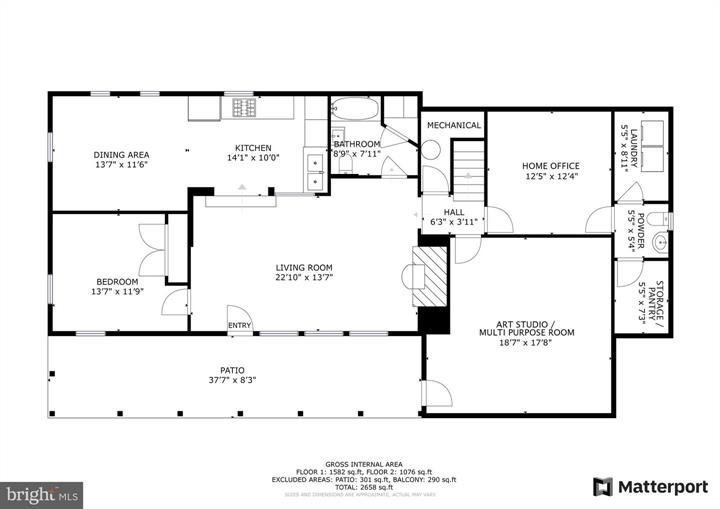 DINING AREA
13'7" x 11'6"
KITCHEN
14'1" x 10'0"
BATHROOM
8'9" x 7'11"
MECHANICAL
HOME OFFICE
12'5" x 12'4"
LAUNDRY
5'5" x 8'11"
HALL
6'3" x 3'11"
POWDER
5'5" x 5'4"
BEDROOM
13'7" x 11'9"
LIVING ROOM
22'10" x 13'7"
ENTRY
ART STUDIO /
MULTI PURPOSE ROOM
18'7" x 17'8"
STORAGE /
PANTRY
5'5" x 7'3"
PATIO
37'7" x 8'3"
GROSS INTERNAL AREA
FLOOR 1: 1582 sq.ft, FLOOR 2: 1076 sq.ft
EXCLUDED AREAS: PATIO: 301 sq.ft, BALCONY: 290 sq.ft
TOTAL: 2658 sq.ft
SIZES AND DIMENSIONS ARE APPROXIMATE, ACTUAL MAY VARY
bright MLS
Matterport